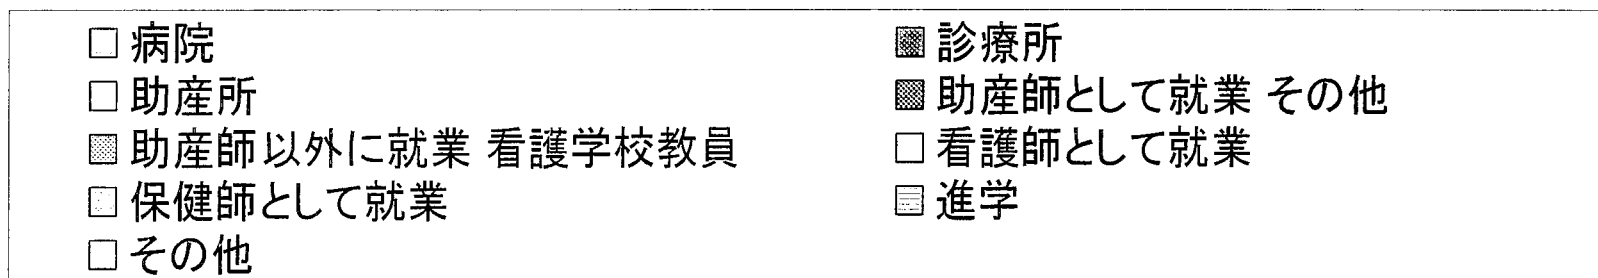 病院 診療所
助産所 助産師として就業 その他
助産師以外に就業 看護学校教員 看護師として就業
保健師として就業 進学
その他